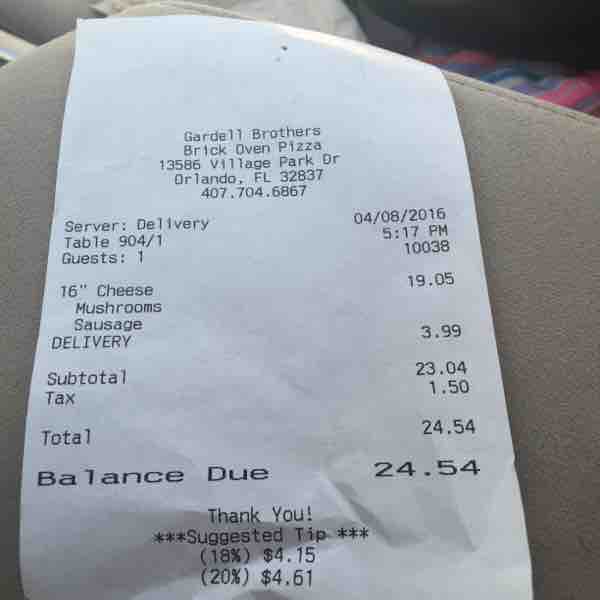 Gardell Brothers
Brick Oven Pizza
13586 Village Park Dr
Orlando, FL 32837
407.704.6867
Server: Delivery 04/08/2016
Table 904/1 5:17 PM
Guests: 1 10038
16" Cheese 19.05
Mushrooms
Sausage
DELIVERY 3.99
Subtotal 23.04
Tax 1.50
Total 24.54
Balance Due 24.54
Thank You!
***Suggested Tip ***
(18%) $4.15
(20%) $4.61